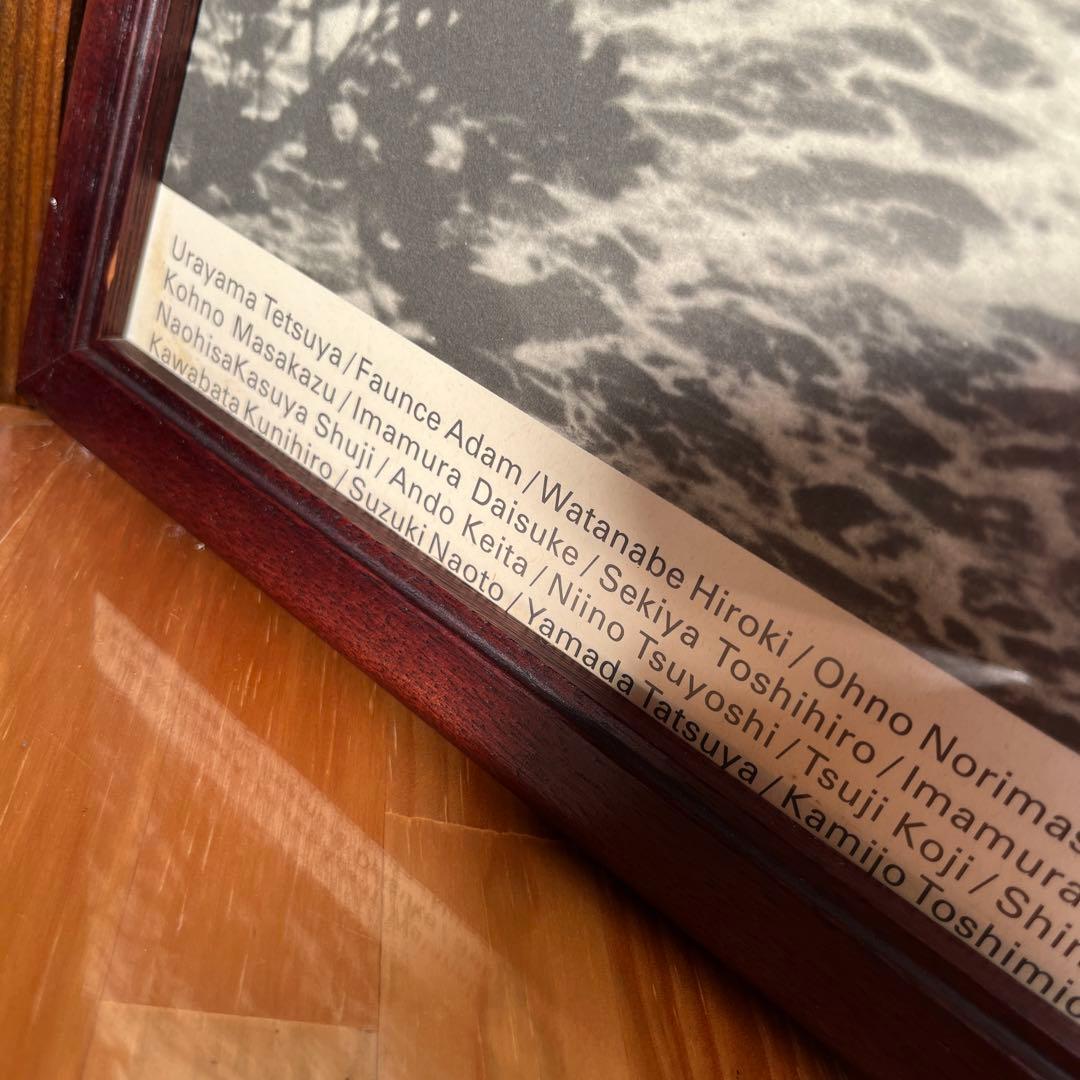 Urayama Tetsuya / Faunce Adam / Watanabe Hiroki / Ohno Norimas
Kohno Masakazu / Imamura Daisuke / Sekiya Toshihiro / Imamura
NaohisaKasuya Shuji / Ando Keita / Niino Tsuyoshi / Tsuji Koji / Shin
Kawabata Kunihiro / Suzuki Naoto / Yamada Tatsuya / Kamijo Toshimic